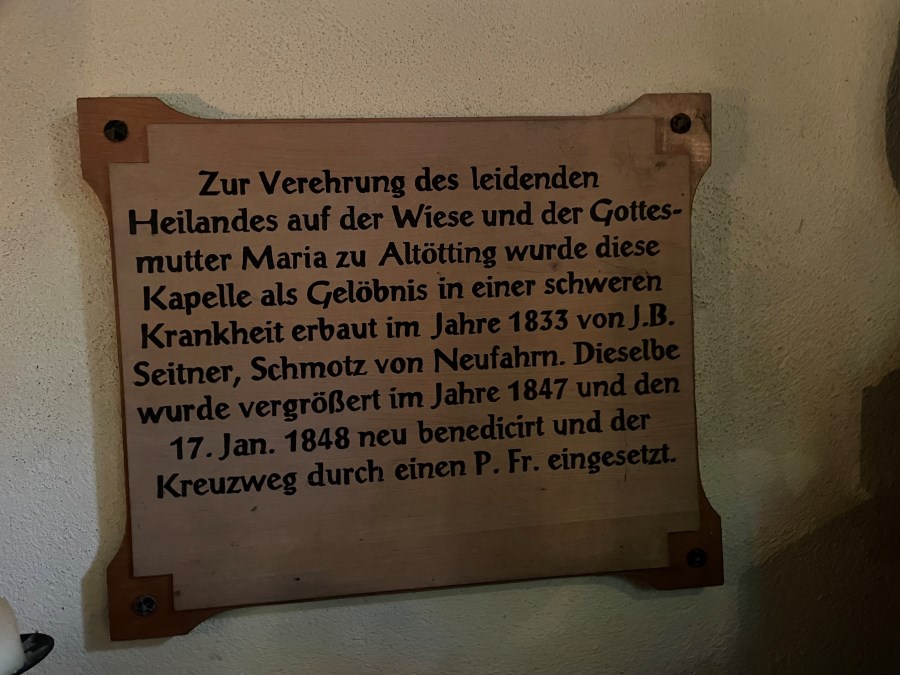 Zur Verehrung des leidenden
Heilandes auf der Wiese und der Gottes-
mutter Maria zu Altötting wurde diese
Kapelle als Gelöbnis in einer schweren
Krankheit erbaut im Jahre 1833 von J.B.
Seitner, Schmotz von Neufahrn. Dieselbe
wurde vergrößert im Jahre 1847 und den
17. Jan. 1848 neu benedicirt und der
Kreuzweg durch einen P. Fr. eingesetzt.